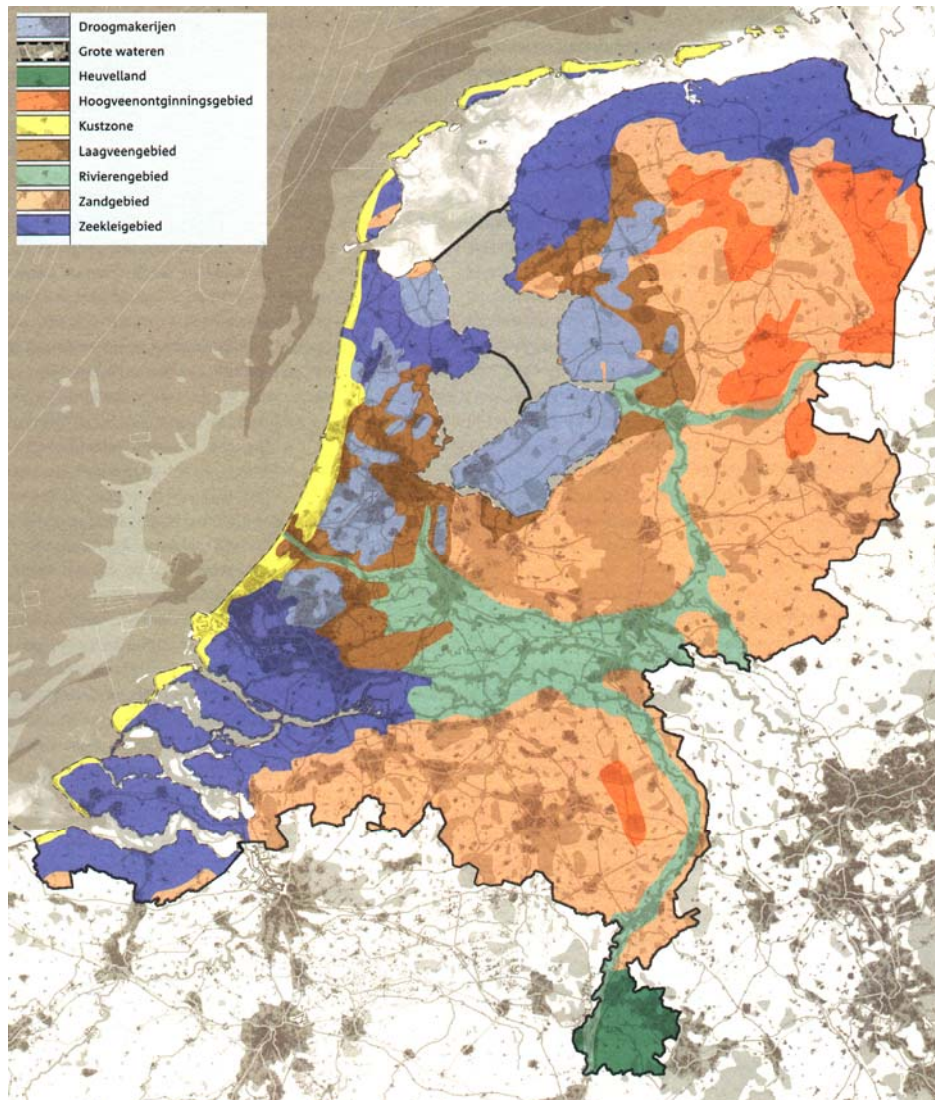 Droogmakerijen
Grote wateren
Heuvelland
Hoogveenontginningsgebied
Kustzone
Laagveengebied
Rivierengebied
Zandgebied
Zeekleigebied